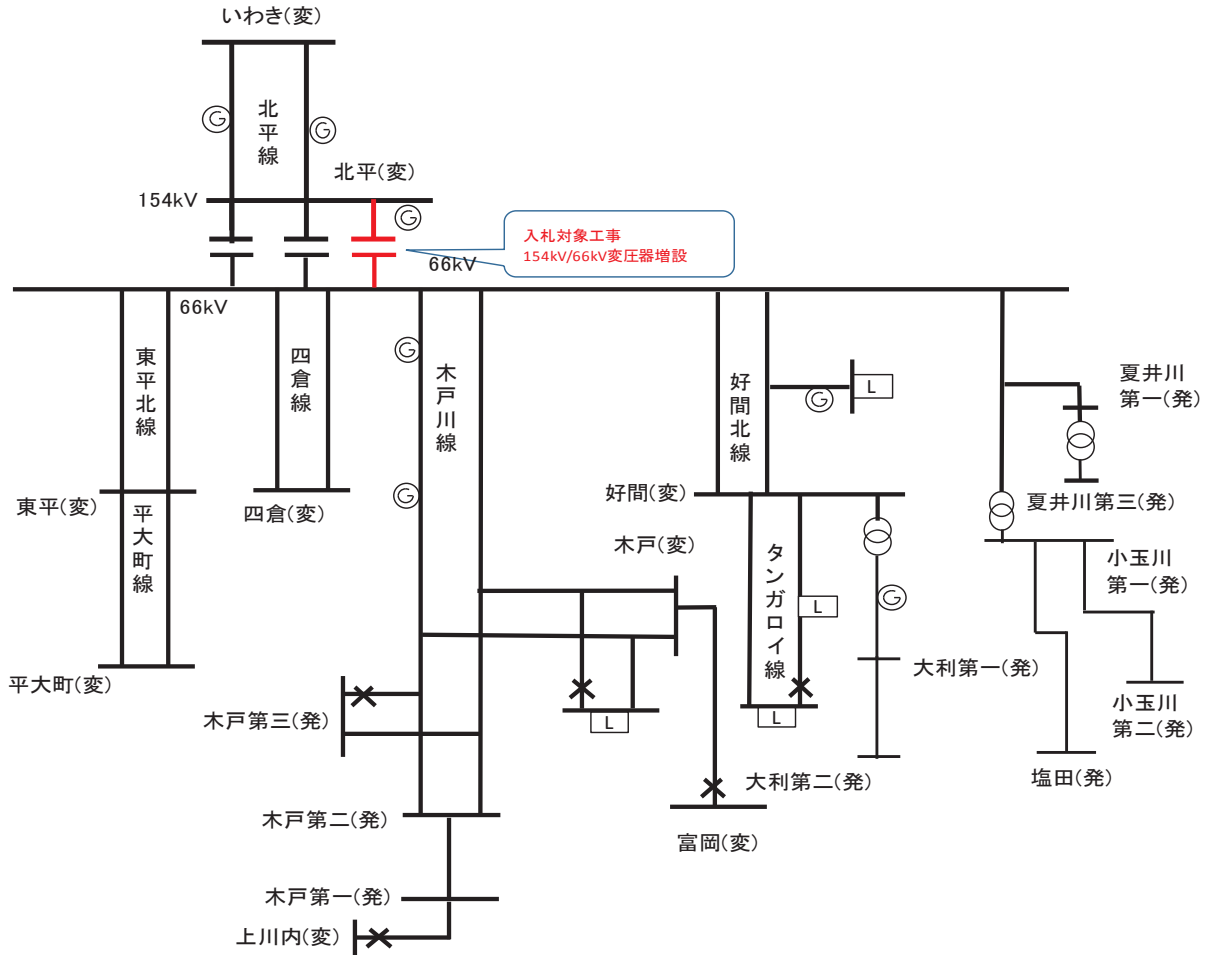 いわき(変)
Ⓖ
北平線
Ⓖ
北平(変)
154kV
Ⓖ
入札対象工事
154kV/66kV変圧器増設
66kV
66kV
東平北線
四倉線
Ⓖ
木戸川線
好間北線
Ⓖ
L
夏井川
第一(発)
Ⓖ
東平(変)
四倉(変)
好間(変)
夏井川第三(発)
平大町線
木戸(変)
タンガロイ線
L
Ⓖ
小玉川
第一(発)
平大町(変)
大利第一(発)
木戸第三(発)
L
L
小玉川
第二(発)
大利第二(発)
塩田(発)
木戸第二(発)
富岡(変)
木戸第一(発)
上川内(変)